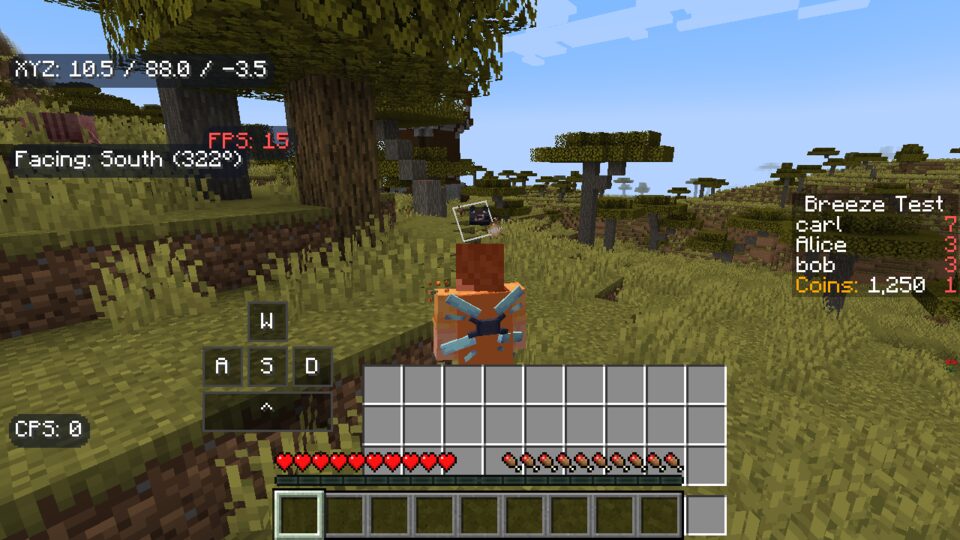 XYZ: 10.5 / 88.0 / -3.5
FPS: 15
Facing: South (322º)
Breeze Test
carl 7
Alice 3
bob 3
Coins: 1,250 1
W
A S D
^
CPS: 0